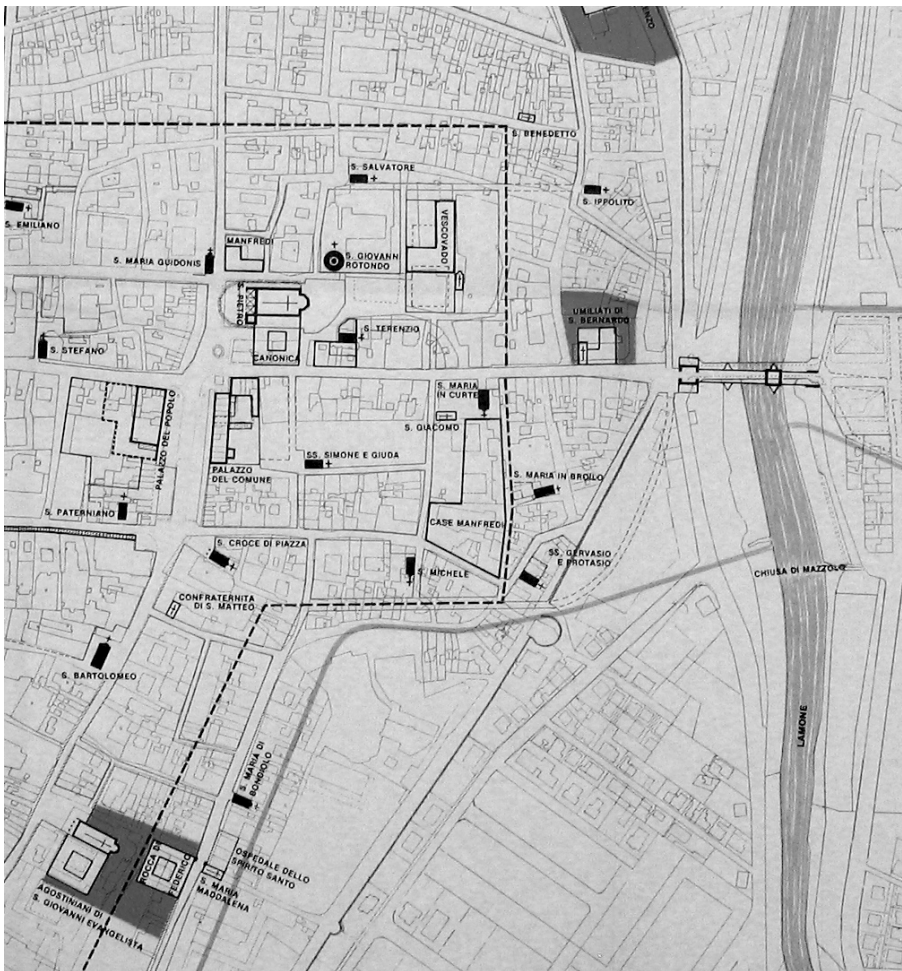 ENZO
S. BENEDETTO
S. SALVATORE
S. IPPOLITO
S. EMILIANO
VESCOVADO
MANFREDI
S. MARIA GUIDONIS
S. GIOVANNI
ROTONDO
S. PIETRO
UMILIATI DI
S. BERNARDO
S. TERENZIO
S. STEFANO
CANONICA
S. MARIA
IN CURTE
PALAZZO DEL POPOLO
S. GIACOMO
SS. SIMONE E GIUDA
PALAZZO
DEL COMUNE
S. MARIA IN BROILO
S. PATERNIANO
CASE MANFREDI
S. CROCE DI PIAZZA
SS. GERVASIO
E PROTASIO
S. MICHELE
CHIUSA DI MAZZOLO
CONFRATERNITA
DI S. MATTEO
S. BARTOLOMEO
LAMONE
S. MARIA DI
BONDIOLO
ROCCA DI
FEDERICO
OSPEDALE DELLO
SPIRITO SANTO
S. MARIA
MADDALENA
AGOSTINIANI DI
S. GIOVANNI EVANGELISTA